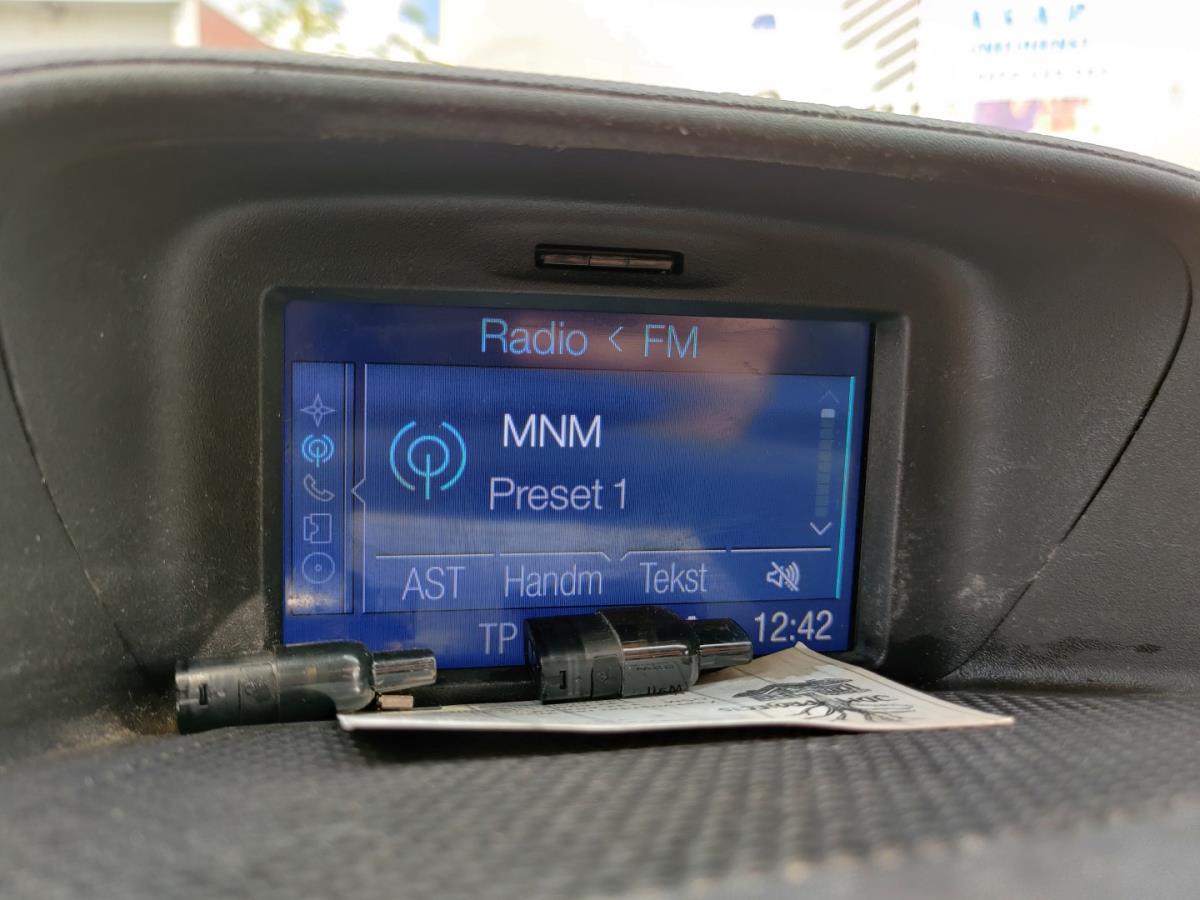 A S A P
Radio < FM
MNM
Preset 1
AST Handm Tekst
TP 12:42